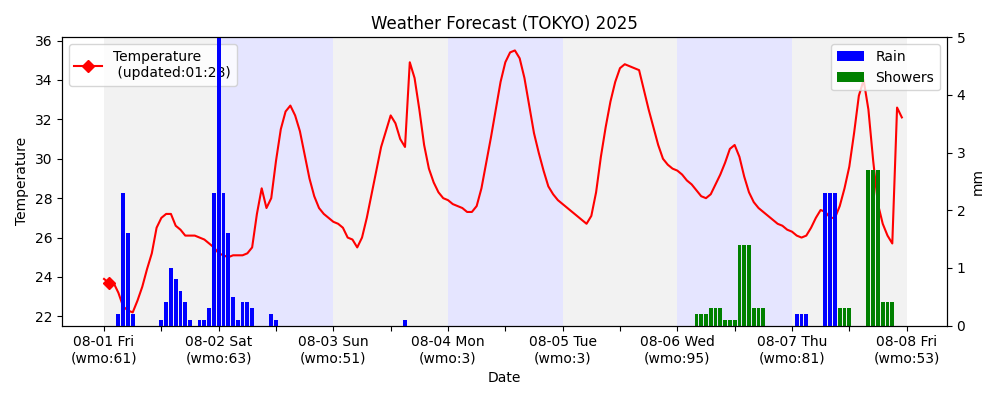 Weather Forecast (TOKYO) 2025
Temperature
(updated:01:23)
Rain
Showers
36
34
32
30
28
26
24
22
Temperature
5
4
3
2
1
0
mm
08-01 Fri
(wmo:61)
08-02 Sat
(wmo:63)
08-03 Sun
(wmo:51)
08-04 Mon
(wmo:3)
08-05 Tue
(wmo:3)
08-06 Wed
(wmo:95)
08-07 Thu
(wmo:81)
08-08 Fri
(wmo:53)
Date